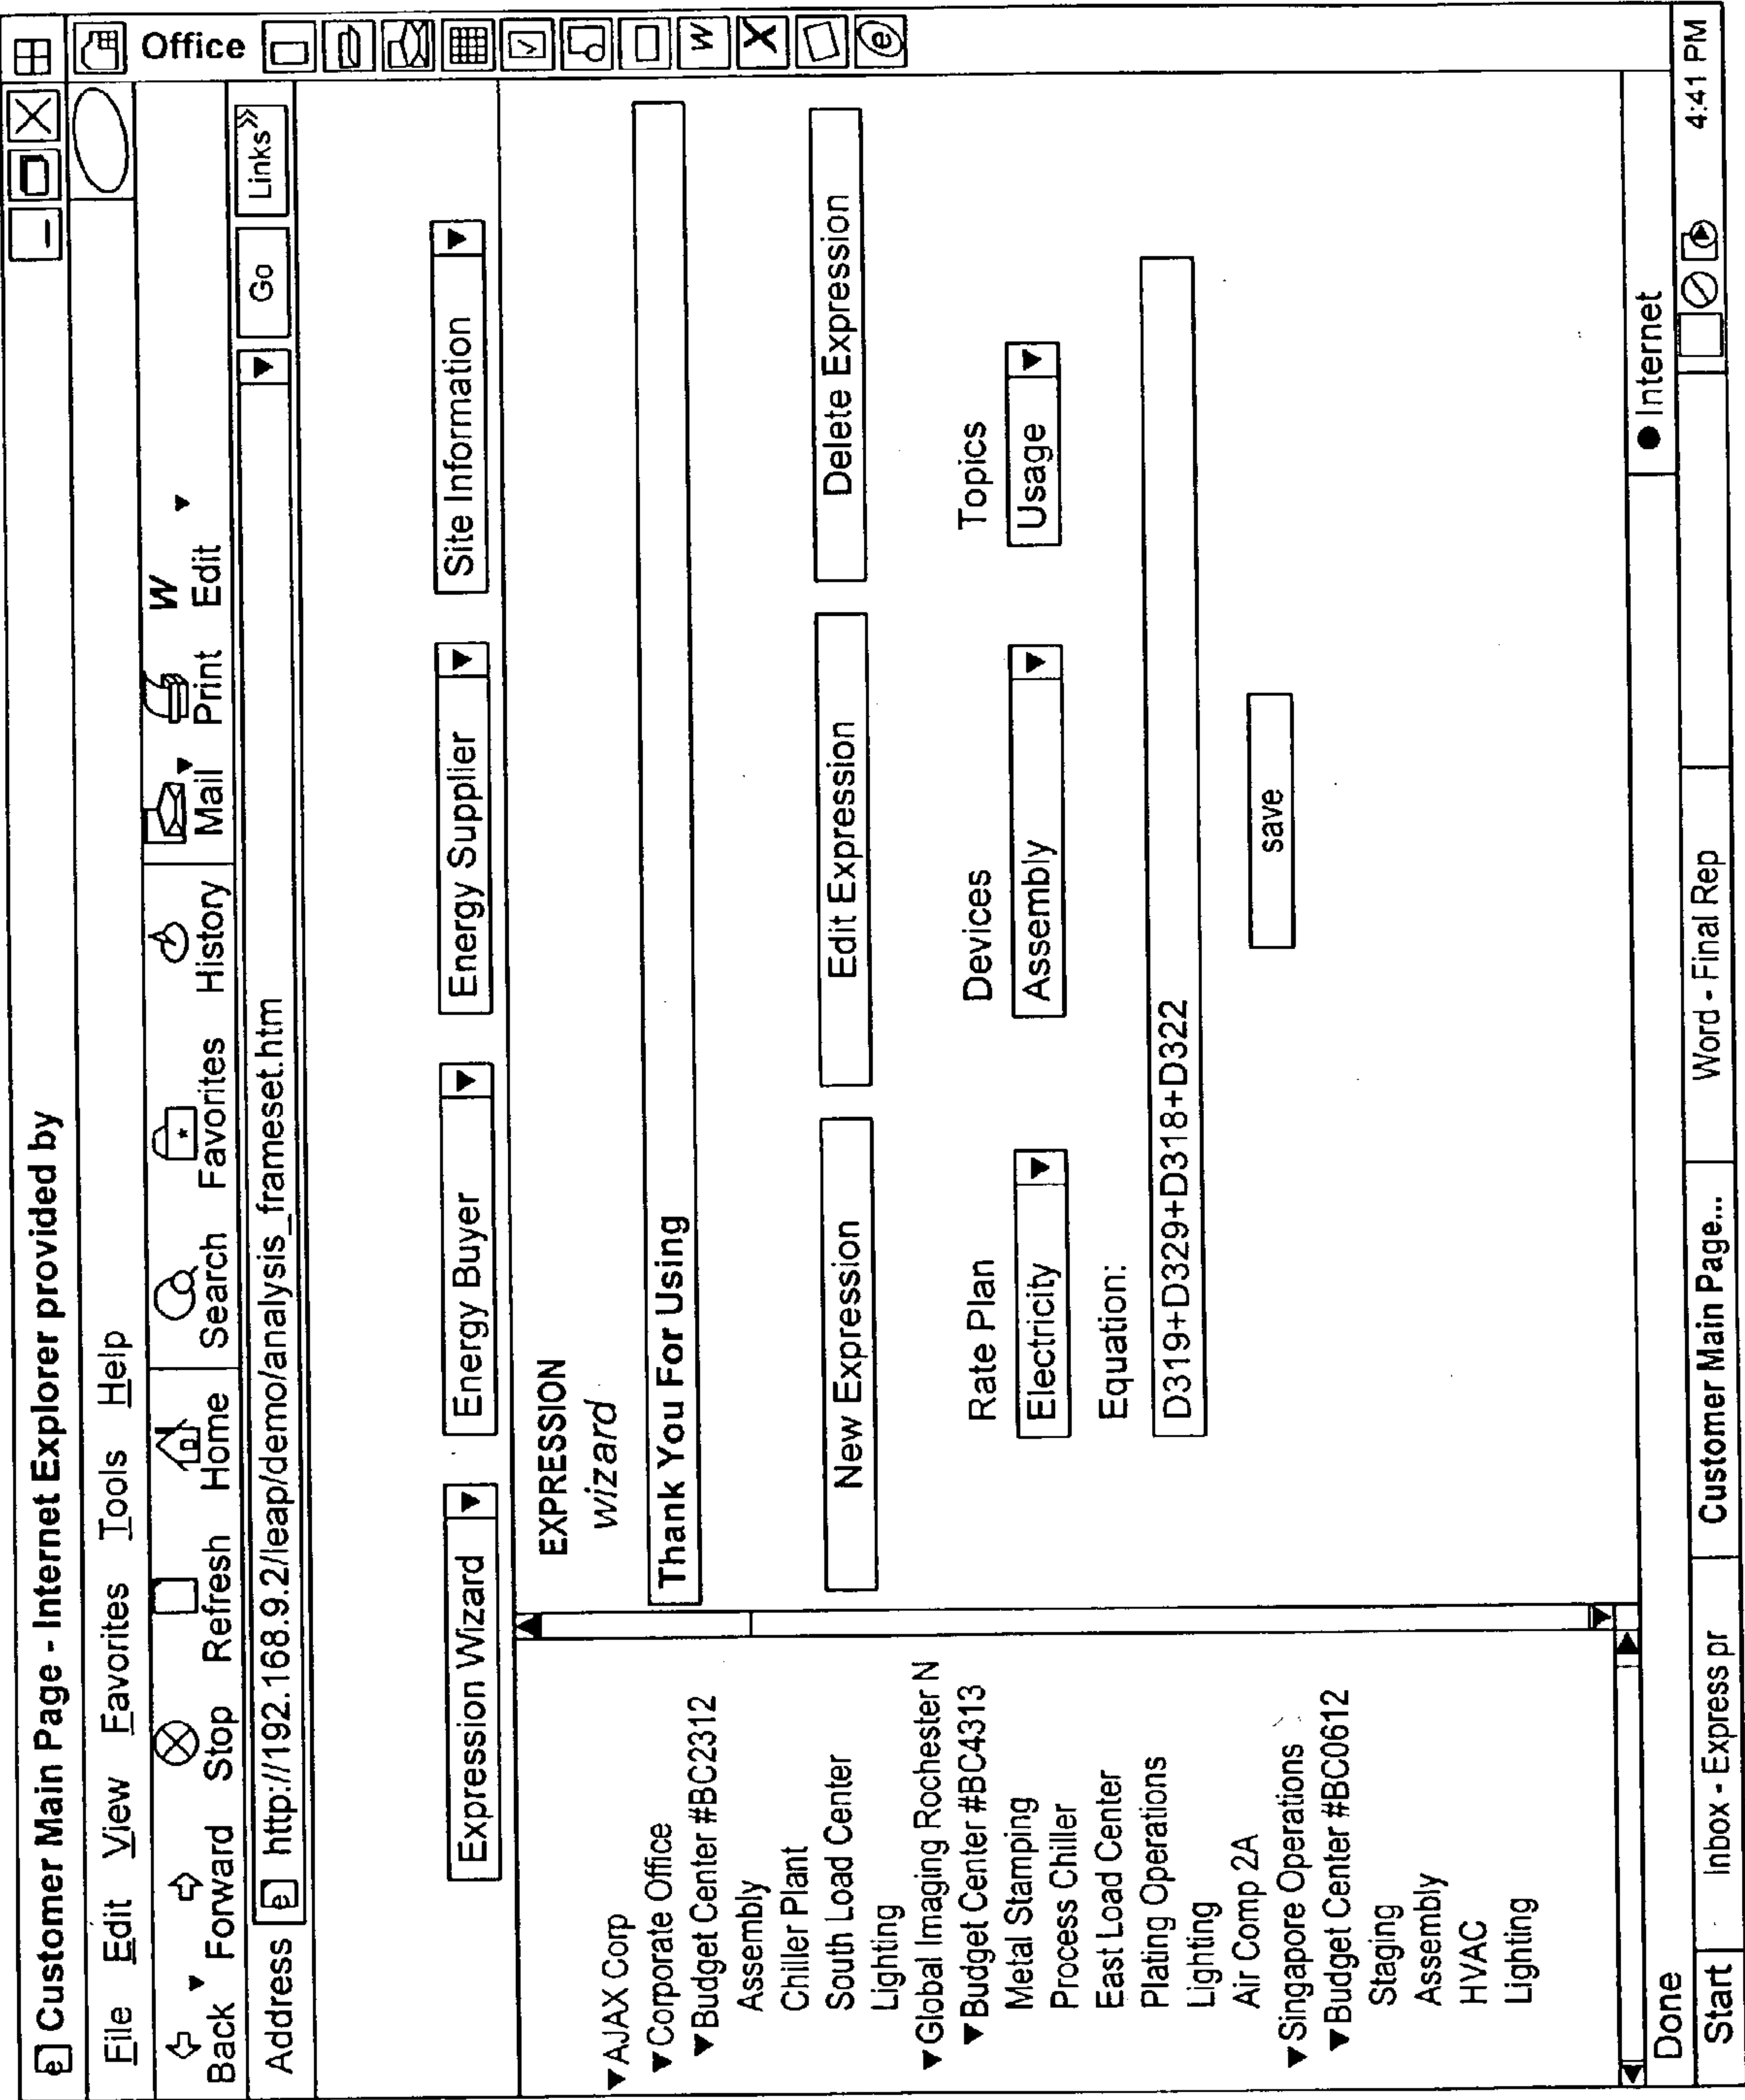 Customer Main Page - Internet Explorer provided by
File Edit View Favorites Tools Help
Office
Back Forward Stop Refresh Home Search Favorites History Mail Print Edit
Address http://192.168.9.2/leap/demo/analysis_frameset.htm Go Links»
Expression Wizard Energy Buyer Energy Supplier Site Information
AJAX Corp
Corporate Office
Budget Center #BC2312
Assembly
Chiller Plant
South Load Center
Lighting
Global Imaging Rochester N
Budget Center #BC4313
Metal Stamping
Process Chiller
East Load Center
Plating Operations
Lighting
Air Comp 2A
Singapore Operations
Budget Center #BC0612
Staging
Assembly
HVAC
Lighting
EXPRESSION
wizard
Thank You For Using
New Expression Edit Expression Delete Expression
Rate Plan Devices Topics
Electricity Assembly Usage
Equation:
D319+D329+D318+D322
save
Done Internet
Start Inbox - Express pr Customer Main Page... Word - Final Rep 4:41 PM